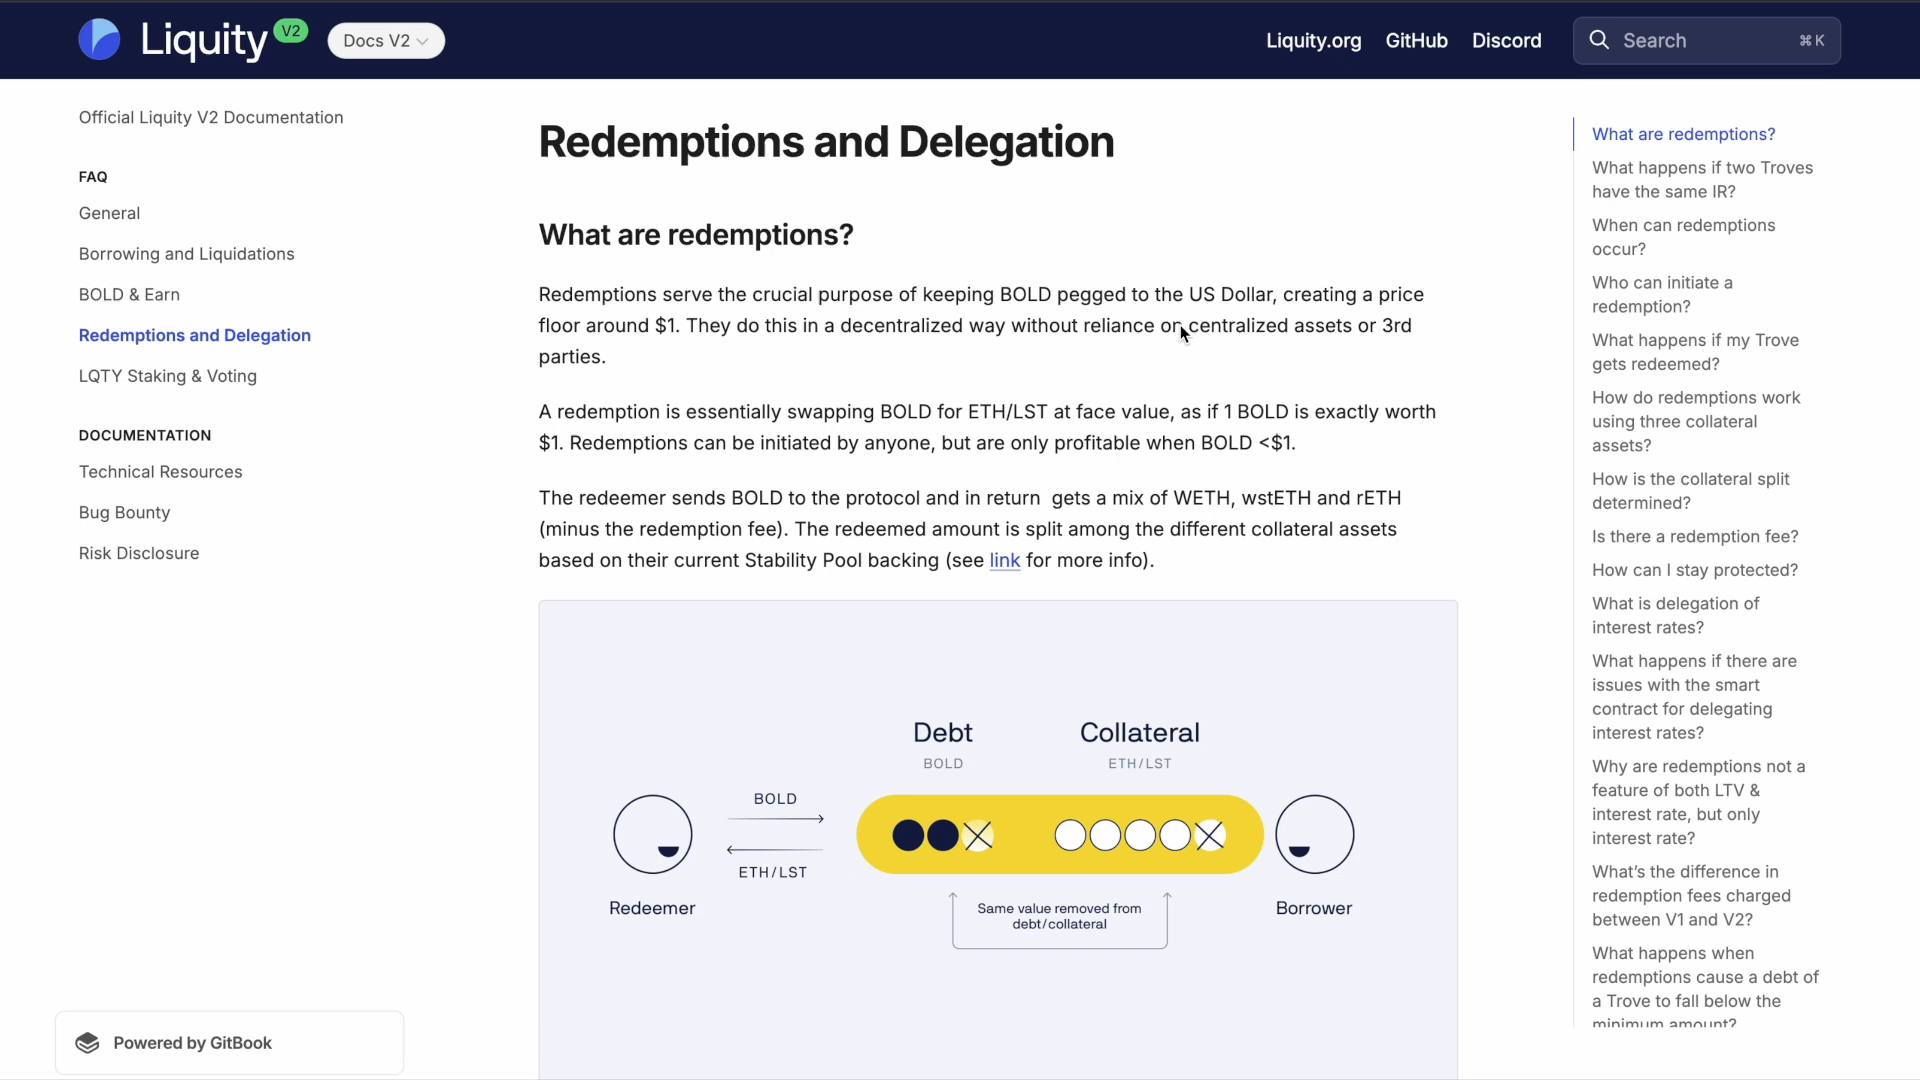 Liquity V2
Docs V2
Liquity.org
GitHub
Discord
Search
⌘ K
Official Liquity V2 Documentation
FAQ
General
Borrowing and Liquidations
BOLD & Earn
Redemptions and Delegation
LQTY Staking & Voting
DOCUMENTATION
Technical Resources
Bug Bounty
Risk Disclosure
Powered by GitBook
Redemptions and Delegation
What are redemptions?
Redemptions serve the crucial purpose of keeping BOLD pegged to the US Dollar, creating a price
floor around $1. They do this in a decentralized way without reliance on centralized assets or 3rd
parties.
A redemption is essentially swapping BOLD for ETH/LST at face value, as if 1 BOLD is exactly worth
$1. Redemptions can be initiated by anyone, but are only profitable when BOLD <$1.
The redeemer sends BOLD to the protocol and in return gets a mix of WETH, wstETH and rETH
(minus the redemption fee). The redeemed amount is split among the different collateral assets
based on their current Stability Pool backing (see link for more info).
Debt
BOLD
Collateral
ETH/LST
BOLD
ETH/LST
Redeemer
Borrower
Same value removed from
debt/collateral
What are redemptions?
What happens if two Troves
have the same IR?
When can redemptions
occur?
Who can initiate a
redemption?
What happens if my Trove
gets redeemed?
How do redemptions work
using three collateral
assets?
How is the collateral split
determined?
Is there a redemption fee?
How can I stay protected?
What is delegation of
interest rates?
What happens if there are
issues with the smart
contract for delegating
interest rates?
Why are redemptions not a
feature of both LTV &
interest rate, but only
interest rate?
What's the difference in
redemption fees charged
between V1 and V2?
What happens when
redemptions cause a debt of
a Trove to fall below the
minimum amount?